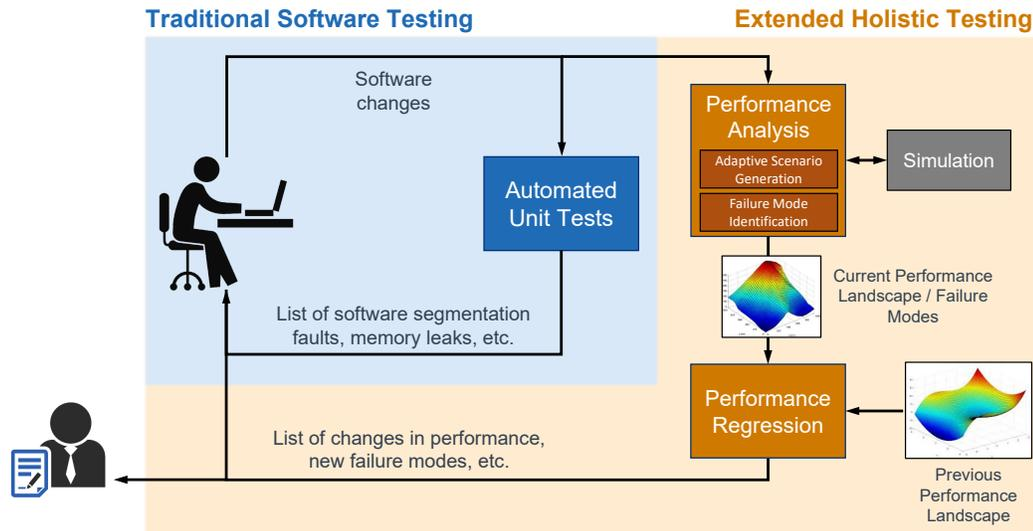 Traditional Software Testing
Extended Holistic Testing
Software
changes
Performance
Analysis
Adaptive Scenario
Generation
Failure Mode
Identification
Simulation
Automated
Unit Tests
Current Performance
Landscape / Failure
Modes
List of software segmentation
faults, memory leaks, etc.
Performance
Regression
List of changes in performance,
new failure modes, etc.
Previous
Performance
Landscape